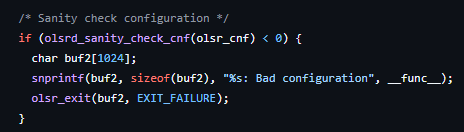 /* Sanity check configuration */
if (olsrd_sanity_check_cnf(olsr_cnf) < 0) {
  char buf2[1024];
  snprintf(buf2, sizeof(buf2), "%s: Bad configuration", __func__);
  olsr_exit(buf2, EXIT_FAILURE);
}